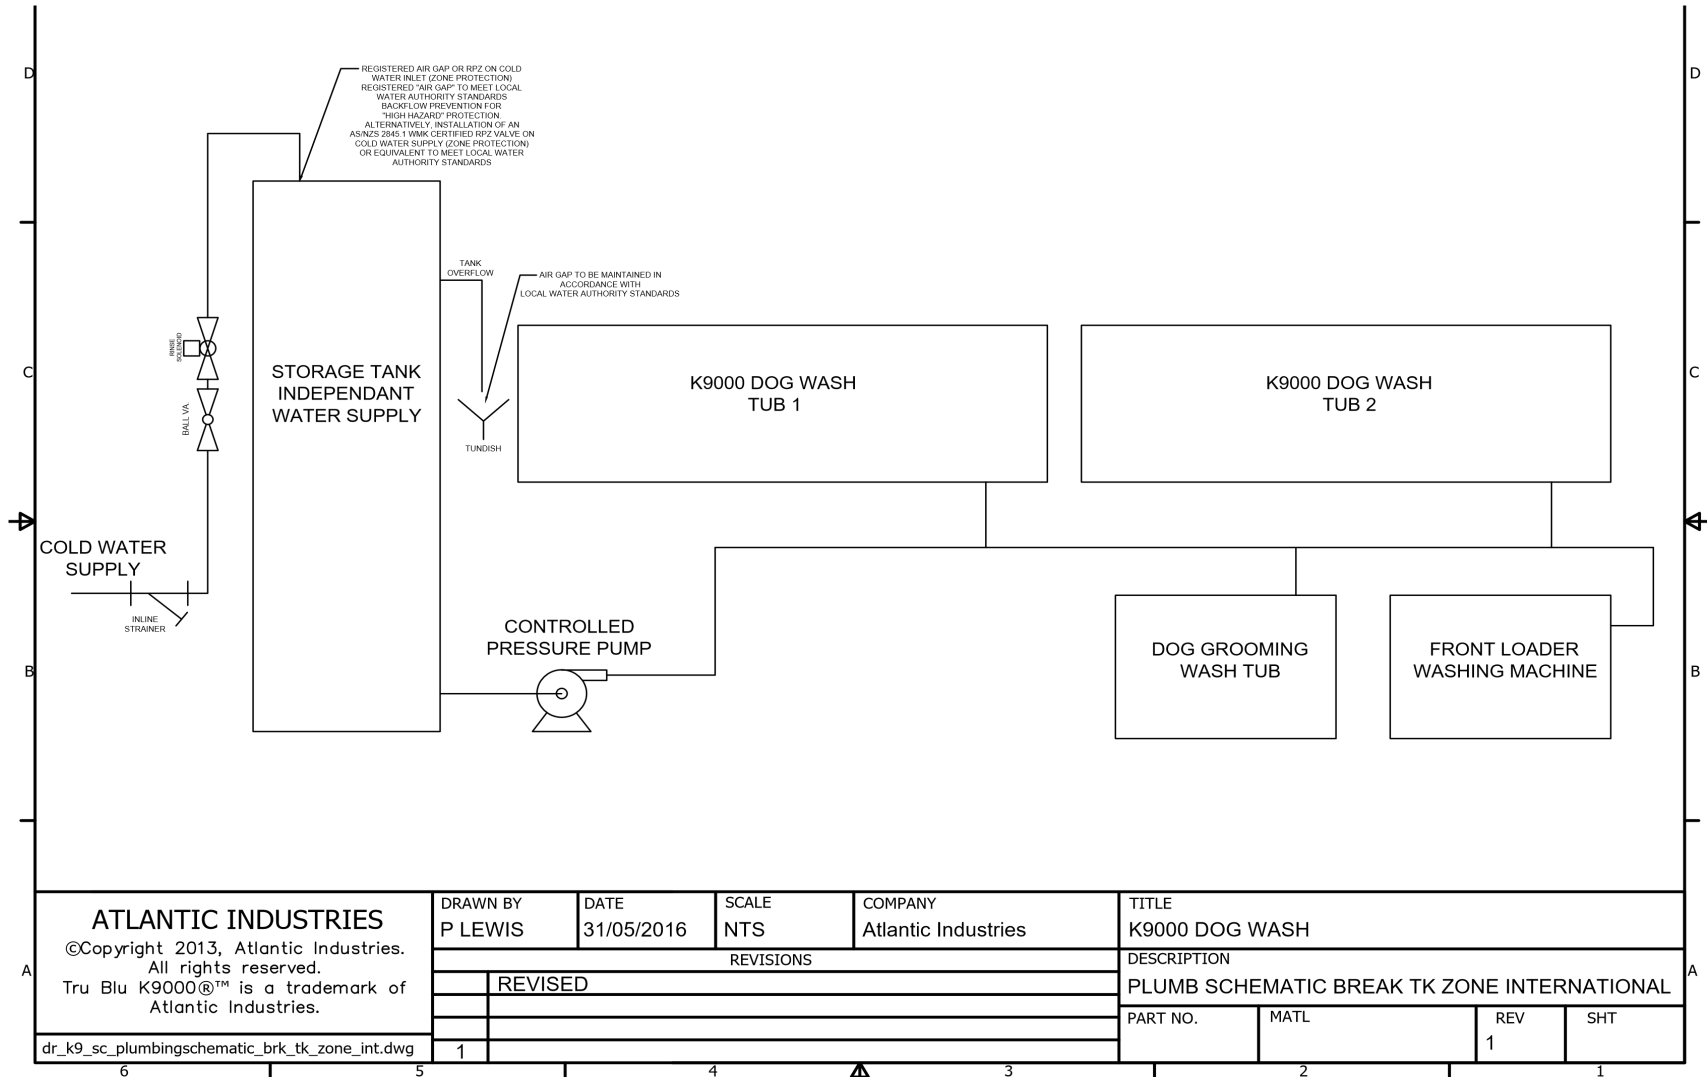 D
D
REGISTERED AIR GAP OR RPZ ON COLD
WATER INLET (ZONE PROTECTION)
REGISTERED "AIR GAP" TO MEET LOCAL
WATER AUTHORITY STANDARDS
BACKFLOW PREVENTION FOR
"HIGH HAZARD" PROTECTION.
ALTERNATIVELY, INSTALLATION OF AN
AS/NZS 2845.1 WMK CERTIFIED RPZ VALVE ON
COLD WATER SUPPLY (ZONE PROTECTION)
OR EQUIVALENT TO MEET LOCAL WATER
AUTHORITY STANDARDS
TANK
OVERFLOW
AIR GAP TO BE MAINTAINED IN
ACCORDANCE WITH
LOCAL WATER AUTHORITY STANDARDS
RINSE
SOLENOID
BALL VA.
C
C
STORAGE TANK
INDEPENDANT
WATER SUPPLY
TUNDISH
K9000 DOG WASH
TUB 1
K9000 DOG WASH
TUB 2
COLD WATER
SUPPLY
INLINE
STRAINER
CONTROLLED
PRESSURE PUMP
DOG GROOMING
WASH TUB
FRONT LOADER
WASHING MACHINE
B
B
ATLANTIC INDUSTRIES
©Copyright 2013, Atlantic Industries.
All rights reserved.
Tru Blu K9000®™ is a trademark of
Atlantic Industries.
dr_k9_sc_plumbingschematic_brk_tk_zone_int.dwg
DRAWN BY
P LEWIS
DATE
31/05/2016
SCALE
NTS
COMPANY
Atlantic Industries
TITLE
K9000 DOG WASH
REVISIONS
REVISED
1
DESCRIPTION
PLUMB SCHEMATIC BREAK TK ZONE INTERNATIONAL
PART NO.
MATL
REV
1
SHT
A
A
6
5
4
3
2
1